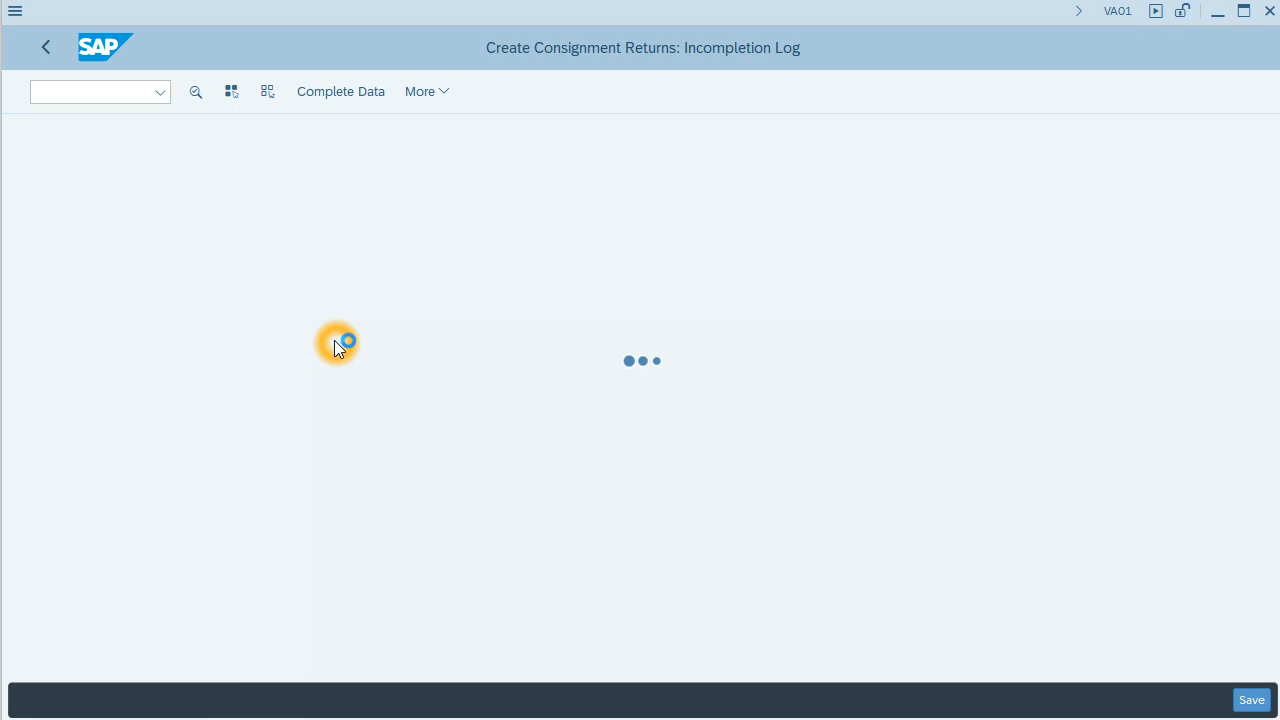 VA01
SAP
Create Consignment Returns: Incompletion Log
Complete Data
More
Save